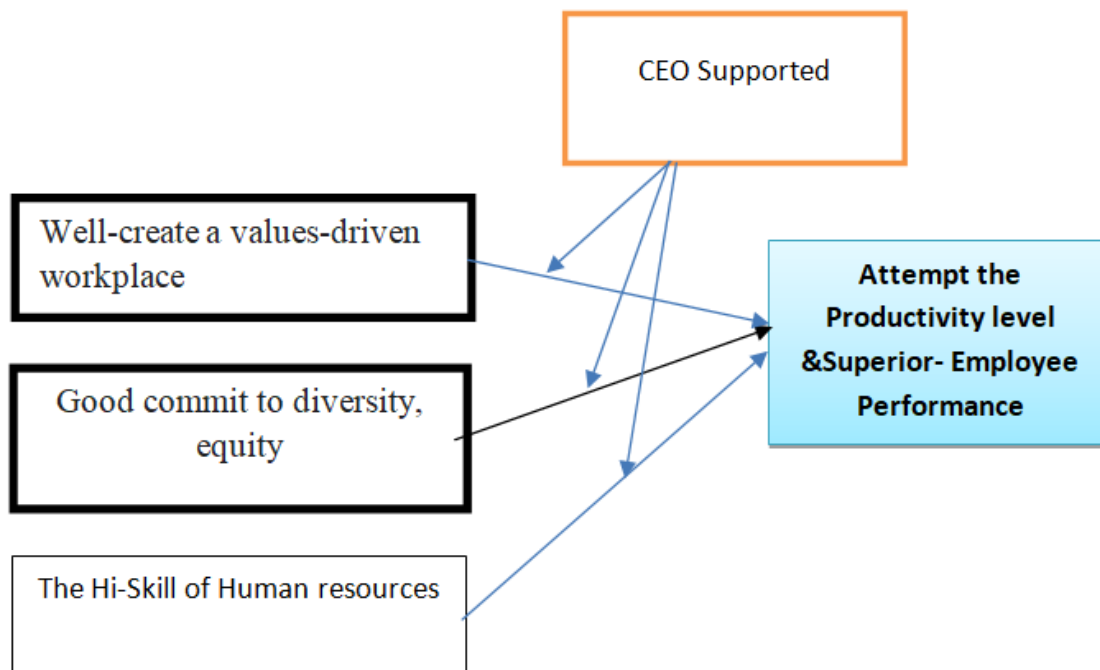 CEO Supported
Well-create a values-driven
workplace
Good commit to diversity,
equity
The Hi-Skill of Human resources
Attempt the
Productivity level
&Superior- Employee
Performance